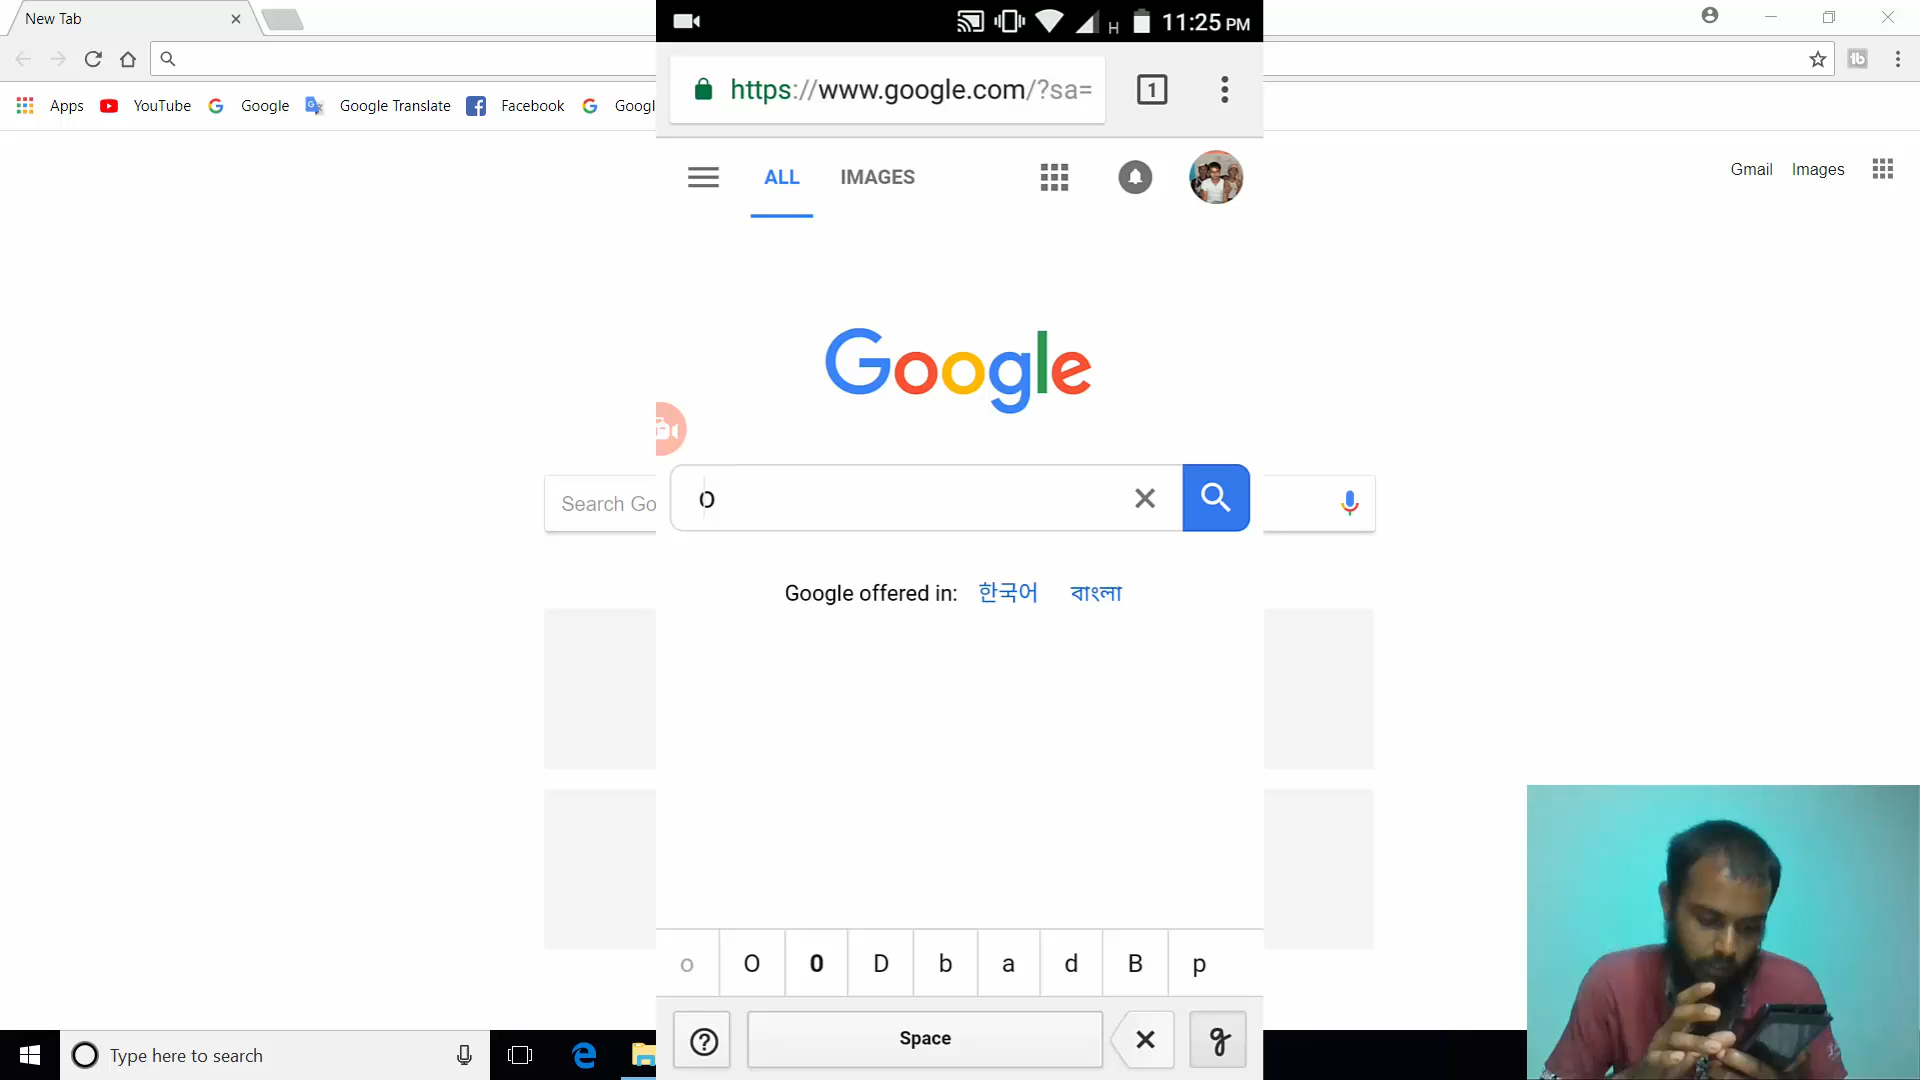 New Tab
11:25 PM
H
https://www.google.com/?sa=
1
Apps YouTube Google Google Translate Facebook Googl
Gmail Images
ALL IMAGES
Google
Search Go
o
Google offered in: 한국어 বাংলা
o O 0 D b a d B p
Space
Type here to search